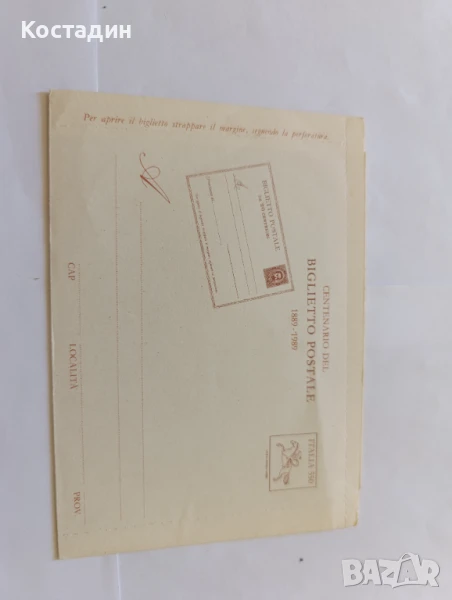 Костадин
Per aprire il biglietto strappare il margine, seguendo la perforazione
CENTENARIO DEL
BIGLIETTO POSTALE
1889-1989
BIGLIETTO POSTALE
ITALIA
A
CAP
LOCALITÀ
PROV.
BAZAR